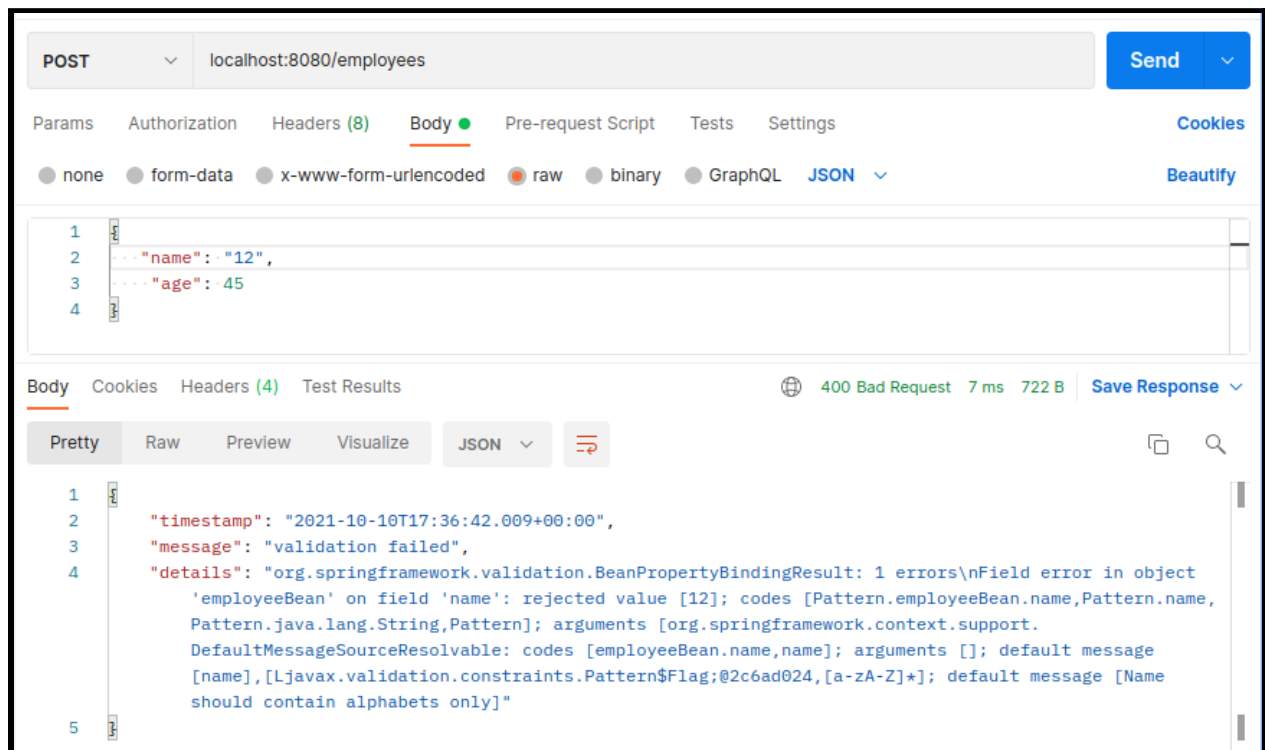 POST localhost:8080/employees Send
Params Authorization Headers (8) Body Pre-request Script Tests Settings Cookies
none form-data x-www-form-urlencoded raw binary GraphQL JSON Beautify
1 {
2 "name": "12",
3 "age": 45
4 }
Body Cookies Headers (4) Test Results 400 Bad Request 7 ms 722 B Save Response
Pretty Raw Preview Visualize JSON
1 {
2 "timestamp": "2021-10-10T17:36:42.009+00:00",
3 "message": "validation failed",
4 "details": "org.springframework.validation.BeanPropertyBindingResult: 1 errors\nField error in object
'employeeBean' on field 'name': rejected value [12]; codes [Pattern.employeeBean.name,Pattern.name,
Pattern.java.lang.String,Pattern]; arguments [org.springframework.context.support.
DefaultMessageSourceResolvable: codes [employeeBean.name,name]; arguments []; default message
[name],[Ljavax.validation.constraints.Pattern$Flag;@2c6ad024,[a-zA-Z]*]; default message [Name
should contain alphabets only]"
5 }